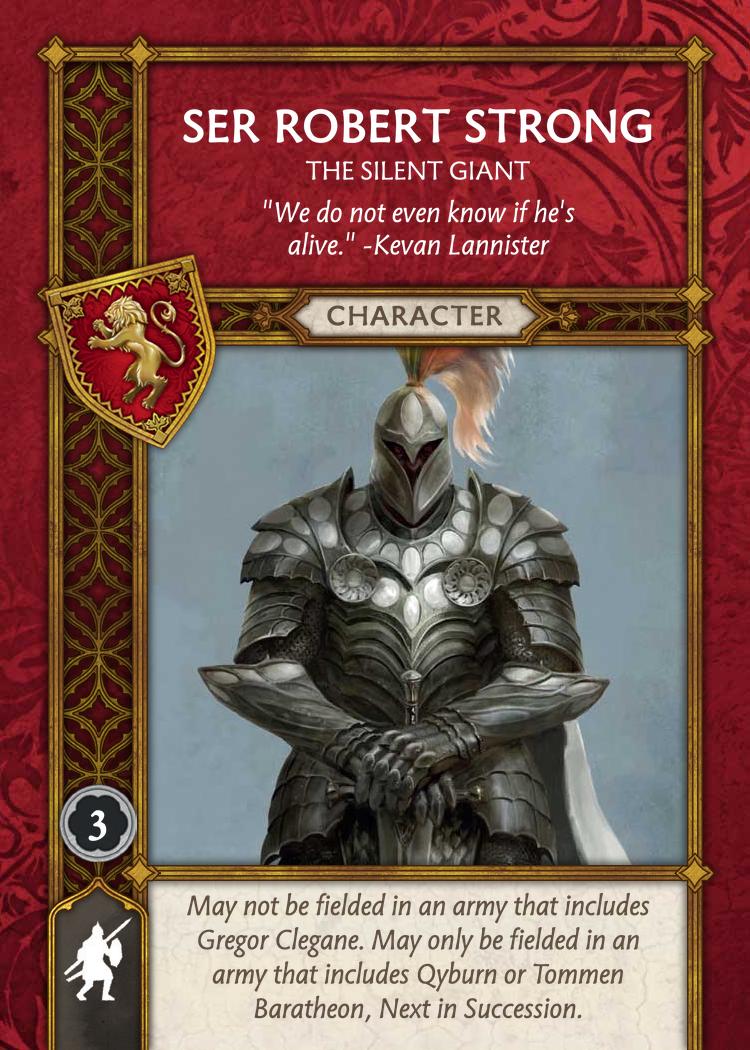 SER ROBERT STRONG
THE SILENT GIANT
"We do not even know if he's
alive." -Kevan Lannister
CHARACTER
3
May not be fielded in an army that includes
Gregor Clegane. May only be fielded in an
army that includes Qyburn or Tommen
Baratheon, Next in Succession.